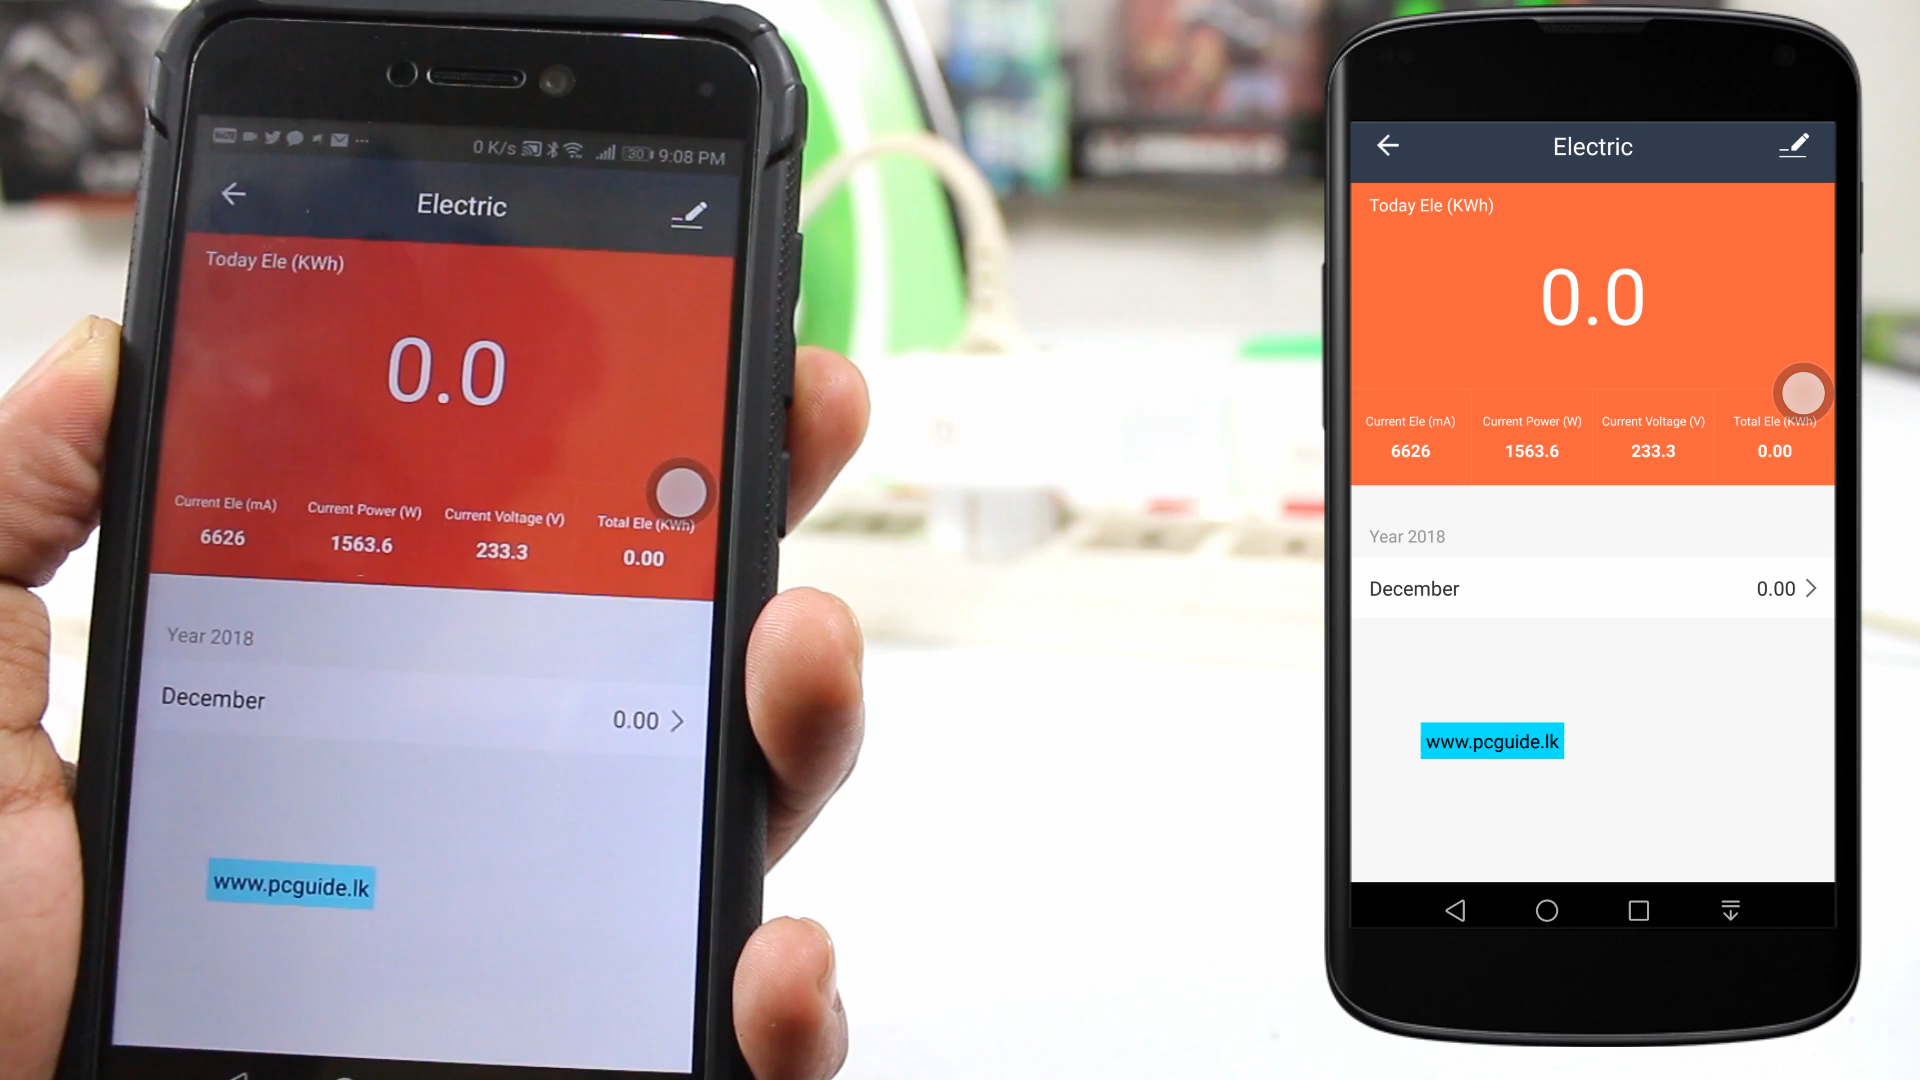 0 K/s 30 9:08 PM
Electric
Today Ele (KWh)
0.0
Current Ele (mA) Current Power (W) Current Voltage (V) Total Ele (KWh)
6626 1563.6 233.3 0.00
Year 2018
December 0.00
www.pcguide.lk
Electric
Today Ele (KWh)
0.0
Current Ele (mA) Current Power (W) Current Voltage (V) Total Ele (KWh)
6626 1563.6 233.3 0.00
Year 2018
December 0.00
www.pcguide.lk